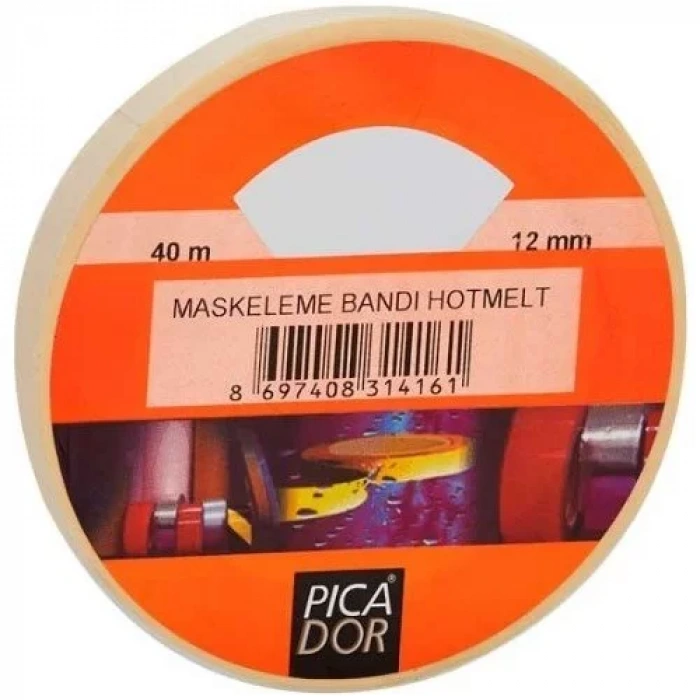 40 m
12 mm
MASKELEME BANDI HOTMELT
8 697408 314161
PICA®
DOR